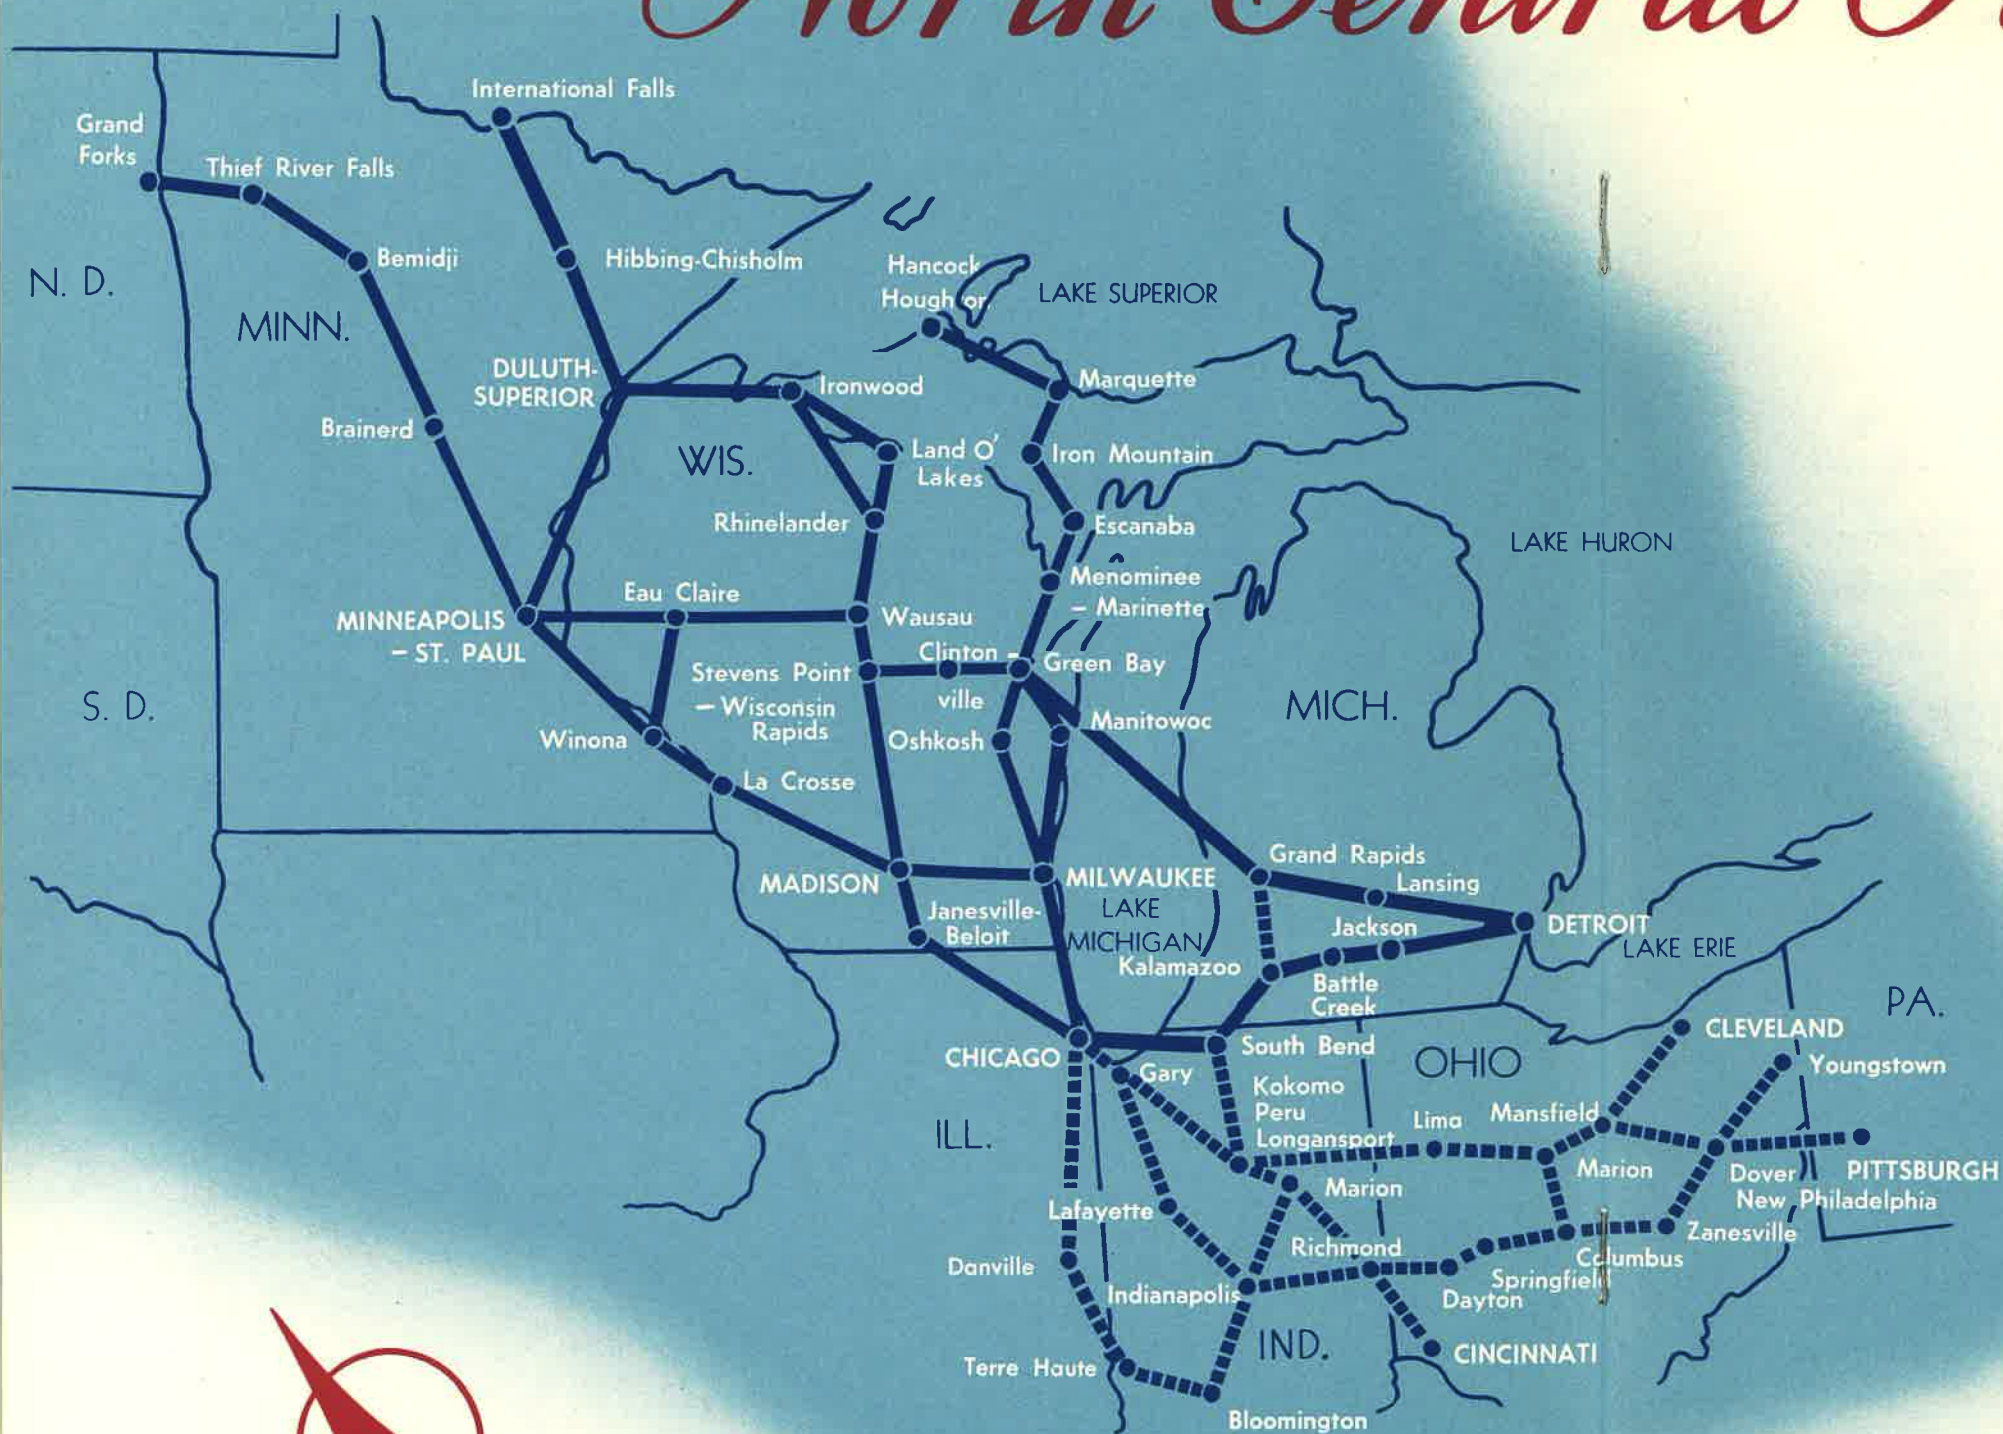 North Central
International Falls
Grand
Forks
Thief River Falls
Bemidji
Hibbing-Chisholm
Hancock
N. D.
MINN.
LAKE SUPERIOR
DULUTH-
SUPERIOR
Ironwood
Marquette
Brainerd
WIS.
Land O'
Lakes
Iron Mountain
Rhinelander
Escanaba
LAKE HURON
Menominee
– Marinette
Eau Claire
MINNEAPOLIS
– ST. PAUL
Wausau
Clinton -
ville
Green Bay
Stevens Point
– Wisconsin
Rapids
S. D.
MICH.
Manitowoc
Winona
Oshkosh
La Crosse
Grand Rapids
Lansing
MADISON
MILWAUKEE
LAKE
MICHIGAN
Janesville-
Beloit
Jackson
DETROIT
LAKE ERIE
Kalamazoo
Battle
Creek
PA.
CHICAGO
South Bend
CLEVELAND
OHIO
Youngstown
Gary
Kokomo
Peru
Longansport
Lima
Mansfield
ILL.
Marion
Marion
Dover
New Philadelphia
PITTSBURGH
Lafayette
Richmond
Zanesville
Columbus
Springfield
Dayton
Danville
Indianapolis
IND.
CINCINNATI
Terre Haute
Bloomington